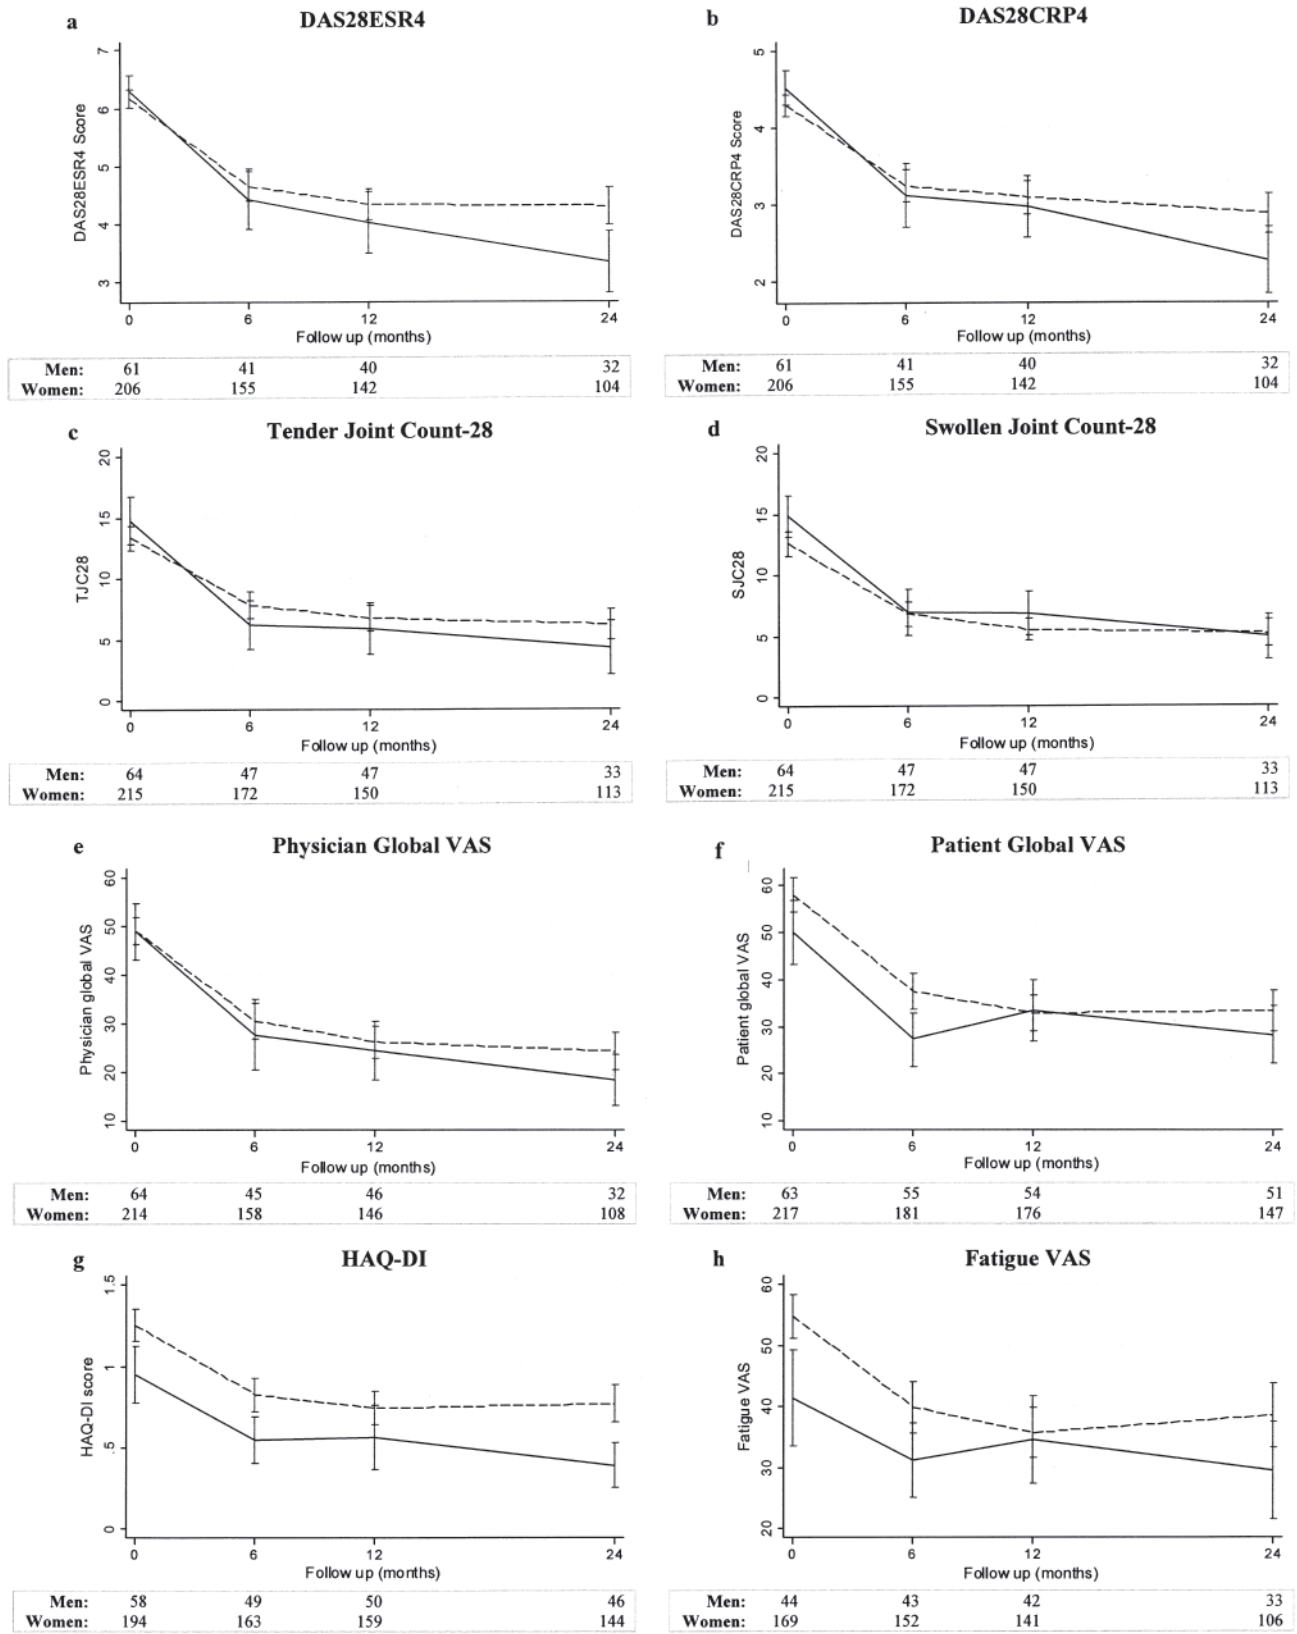 a DAS28ESR4
DAS28ESR4 Score
7
6
5
4
3
0 6 12 24
Follow up (months)
Men: 61 41 40 32
Women: 206 155 142 104
b DAS28CRP4
DAS28CRP4 Score
5
4
3
2
0 6 12 24
Follow up (months)
Men: 61 41 40 32
Women: 206 155 142 104
c Tender Joint Count-28
TJC28
20
15
10
5
0
0 6 12 24
Follow up (months)
Men: 64 47 47 33
Women: 215 172 150 113
d Swollen Joint Count-28
SJC28
20
15
10
5
0
0 6 12 24
Follow up (months)
Men: 64 47 47 33
Women: 215 172 150 113
e Physician Global VAS
Physician global VAS
60
50
40
30
20
10
0 6 12 24
Follow up (months)
Men: 64 45 46 32
Women: 214 158 146 108
f Patient Global VAS
Patient global VAS
60
50
40
30
20
10
0 6 12 24
Follow up (months)
Men: 63 55 54 51
Women: 217 181 176 147
g HAQ-DI
HAQ-DI score
1.5
1
.5
0
0 6 12 24
Follow up (months)
Men: 58 49 50 46
Women: 194 163 159 144
h Fatigue VAS
Fatigue VAS
60
50
40
30
20
0 6 12 24
Follow up (months)
Men: 44 43 42 33
Women: 169 152 141 106